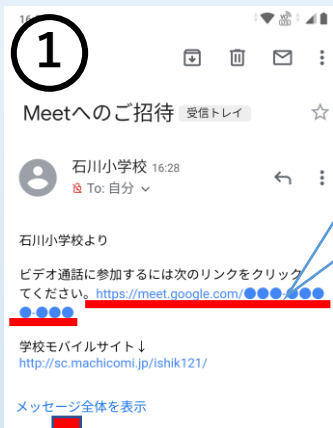 ①
Meetへのご招待 受信トレイ
石川小学校 16:28
To: 自分
石川小学校より
ビデオ通話に参加するには次のリンクをクリック
てください。https://meet.google.com/●●●-●●●
●-●●●
学校モバイルサイト↓
http://sc.machicomi.jp/ishik121/
メッセージ全体を表示